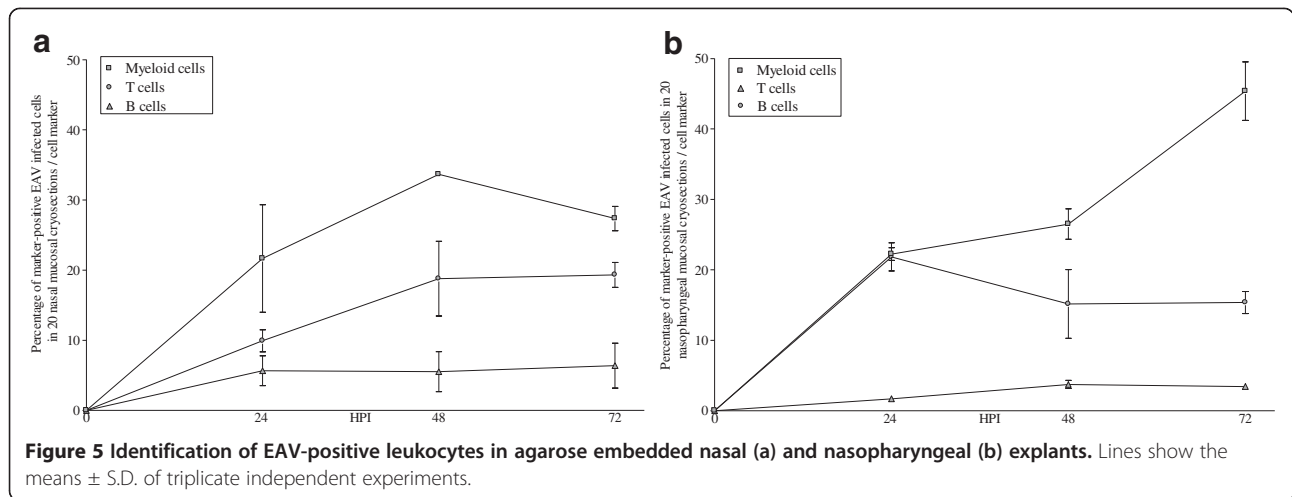 a
Myeloid cells
T cells
B cells
Percentage of marker-positive EAV infected cells
in 20 nasal mucosal cryosections / cell marker
50
40
30
20
10
0
0 24 HPI 48 72
b
Myeloid cells
T cells
B cells
Percentage of marker-positive EAV infected cells in 20
nasopharyngeal mucosal cryosections / cell marker
50
40
30
20
10
0
0 24 HPI 48 72
Figure 5 Identification of EAV-positive leukocytes in agarose embedded nasal (a) and nasopharyngeal (b) explants. Lines show the
means ± S.D. of triplicate independent experiments.